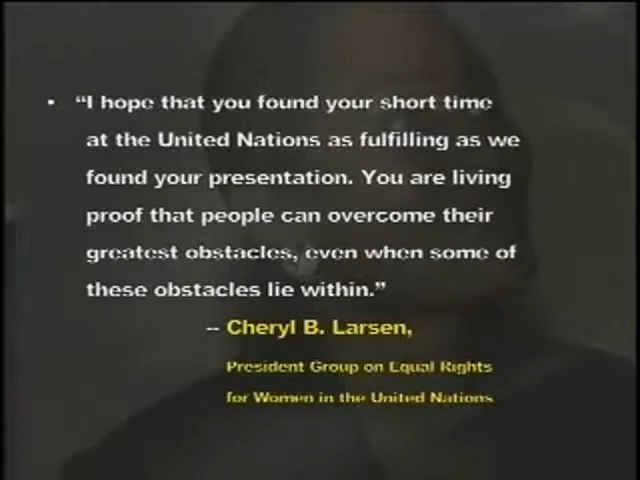 • “I hope that you found your short time
at the United Nations as fulfilling as we
found your presentation. You are living
proof that people can overcome their
greatest obstacles, even when some of
these obstacles lie within.”
-- Cheryl B. Larsen,
President Group on Equal Rights
for Women in the United Nations